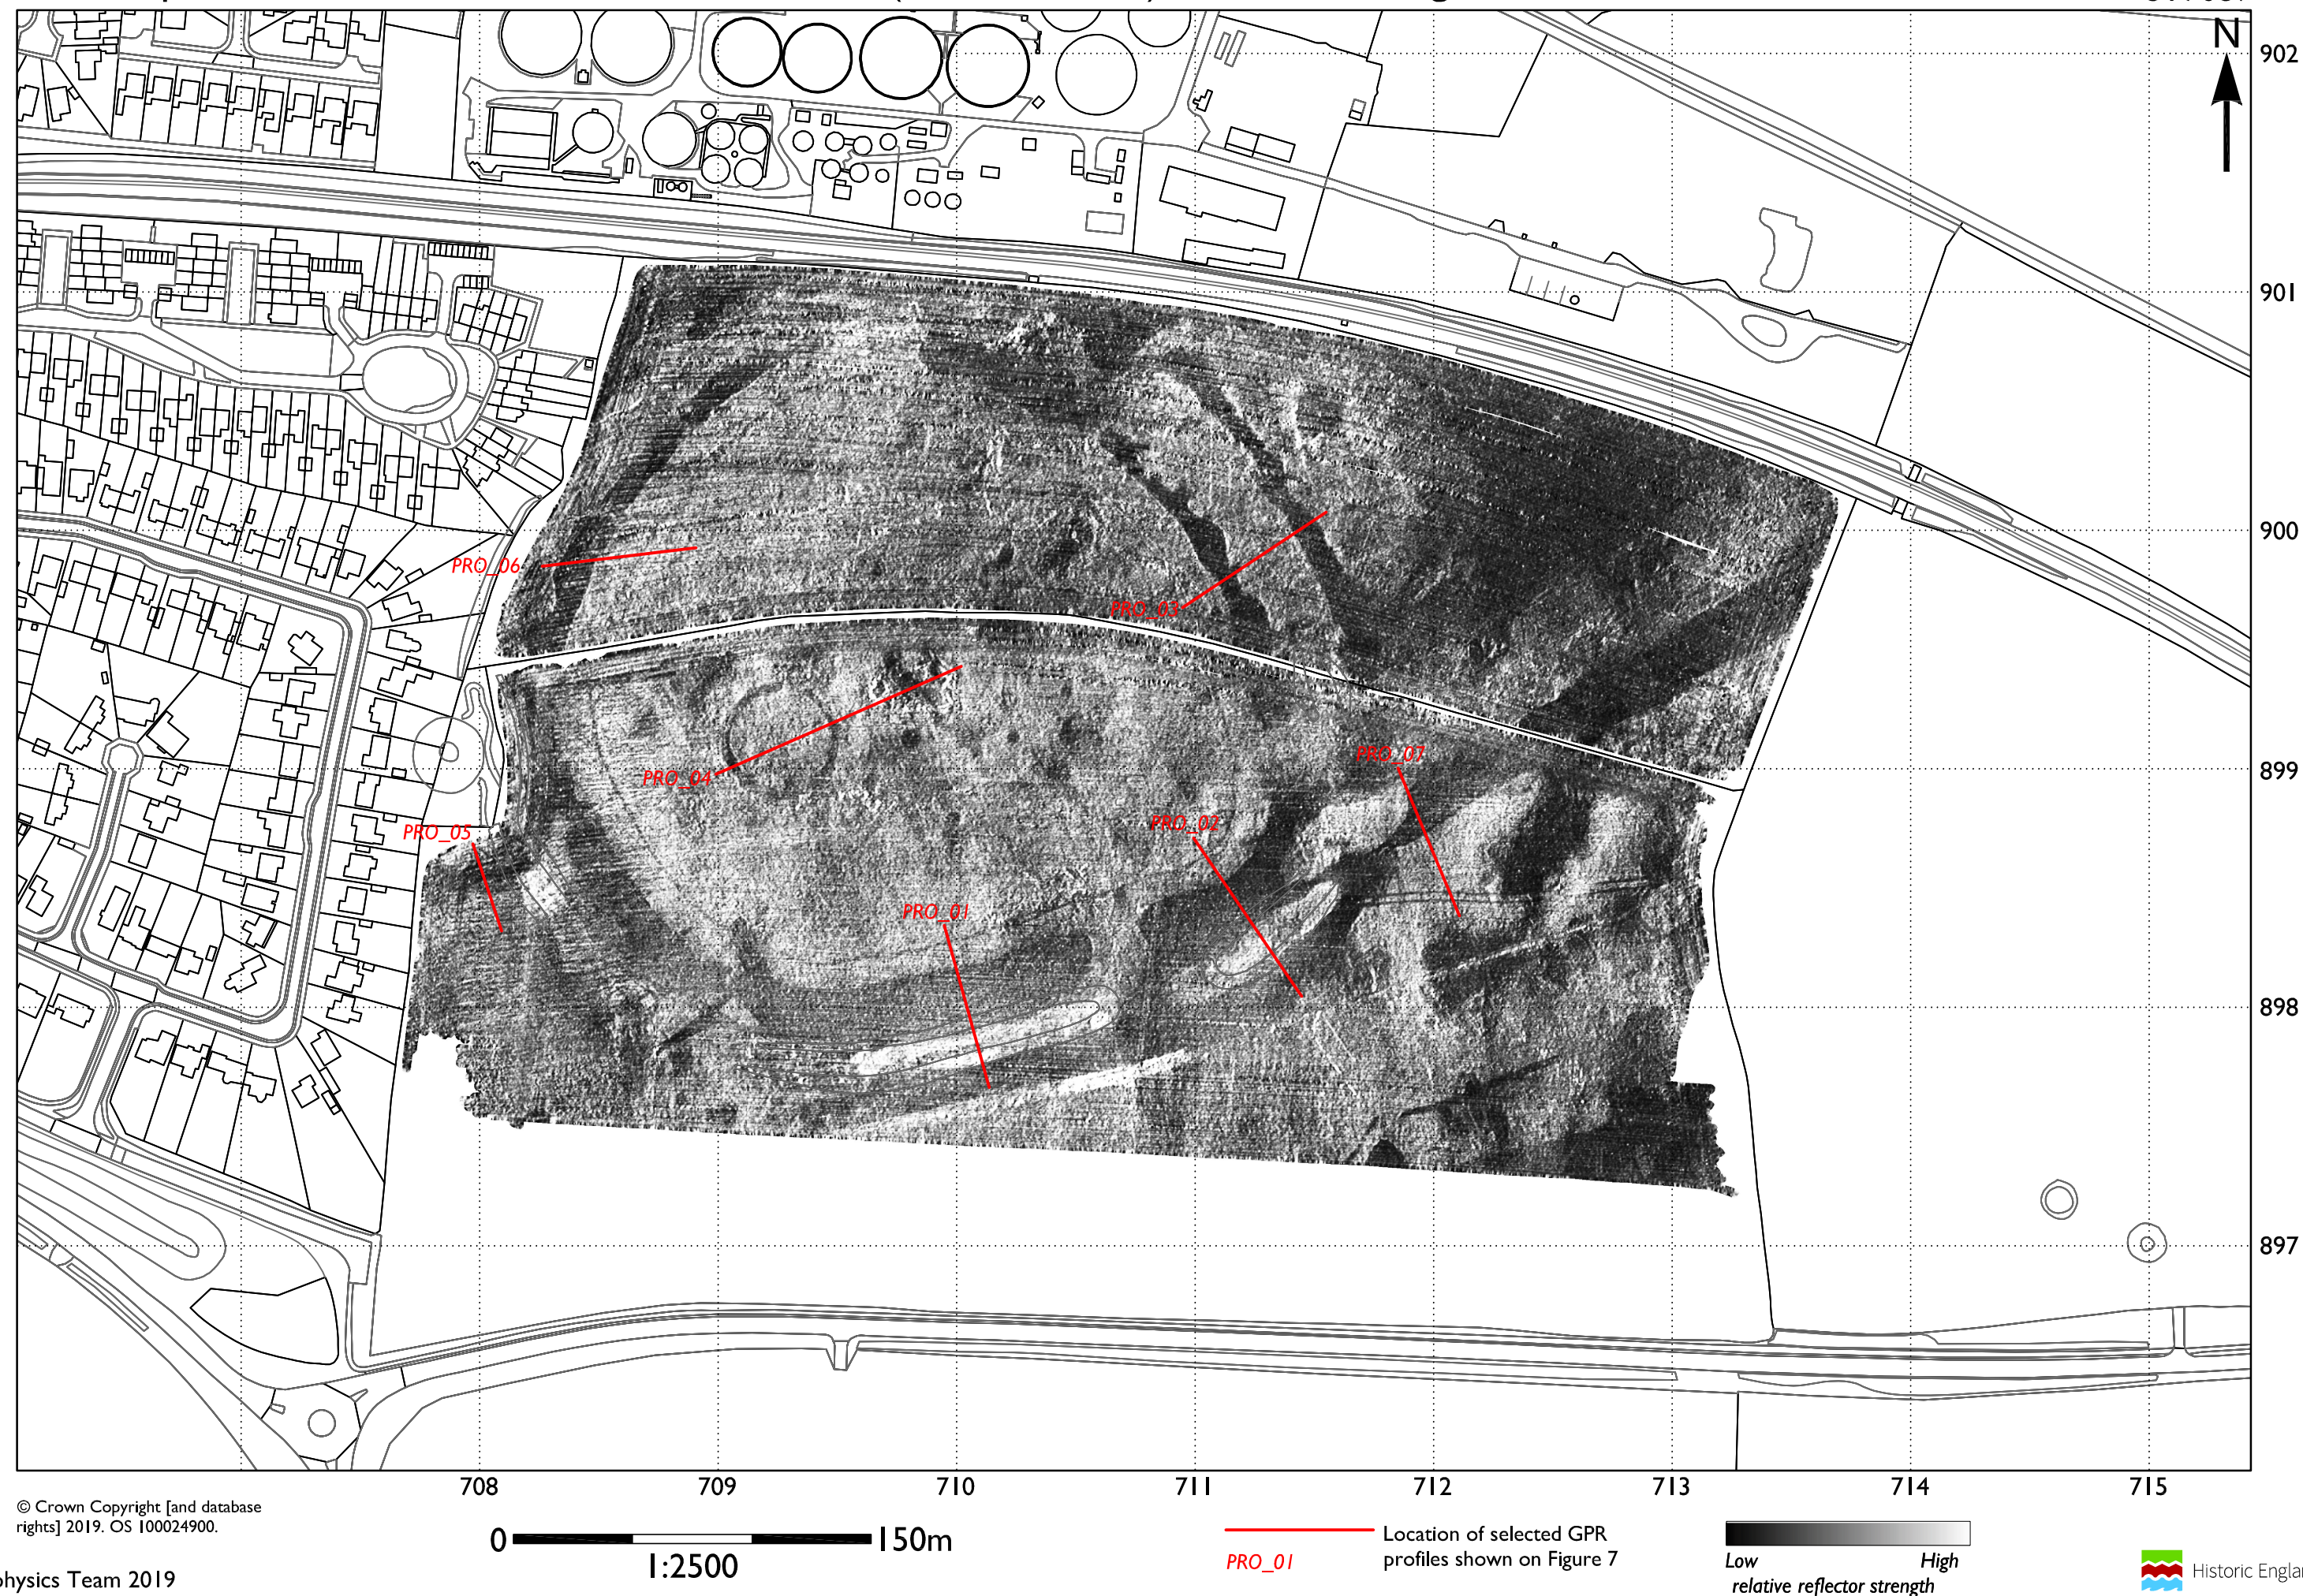 N
902
901
900
899
898
897
PRO_06
PRO_03
PRO_04
PRO_07
PRO_05
PRO_02
PRO_01
708
709
710
711
712
713
714
715
© Crown Copyright [and database
rights] 2019. OS 100024900.
0 150m
1:2500
Location of selected GPR
PRO_01
profiles shown on Figure 7
Low High
relative reflector strength
Historic
Team 2019